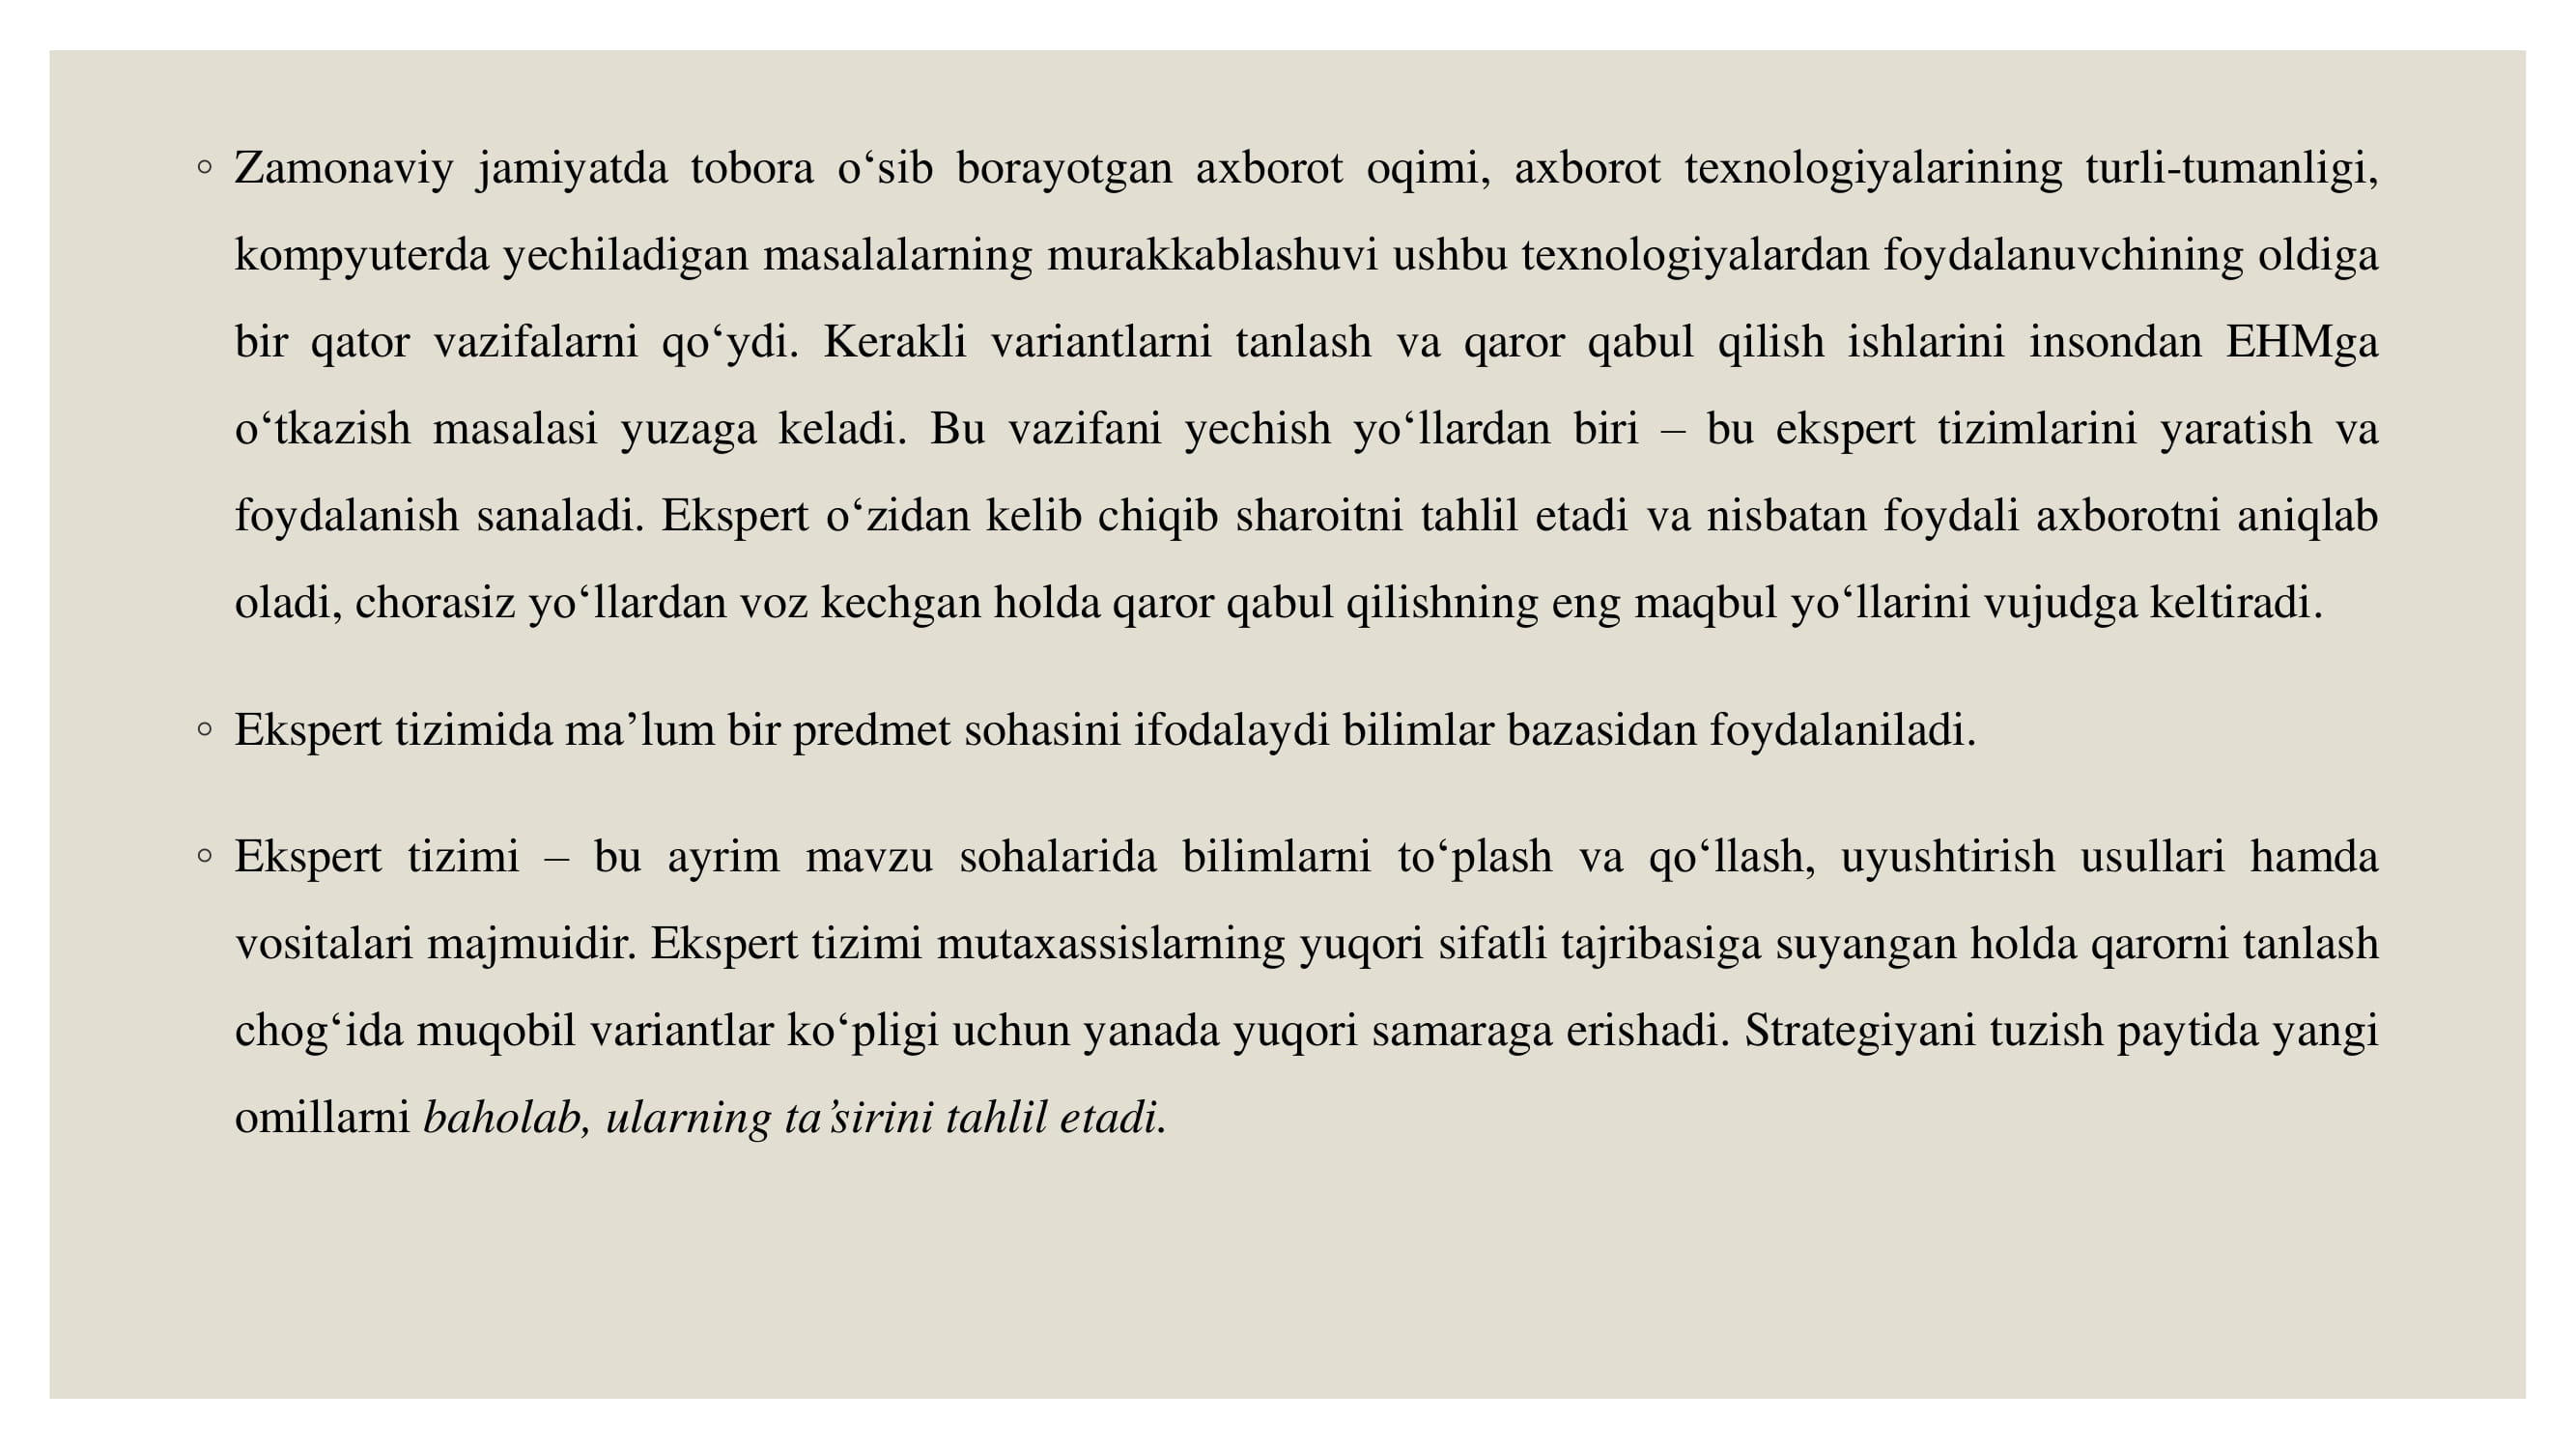 ◦ Zamonaviy jamiyatda tobora o‘sib borayotgan axborot oqimi, axborot texnologiyalarining turli-tumanligi,
kompyuterda yechiladigan masalalarning murakkablashuvi ushbu texnologiyalardan foydalanuvchining oldiga
bir qator vazifalarni qo‘ydi. Kerakli variantlarni tanlash va qaror qabul qilish ishlarini insondan EHMga
o‘tkazish masalasi yuzaga keladi. Bu vazifani yechish yo‘llardan biri – bu ekspert tizimlarini yaratish va
foydalanish sanaladi. Ekspert o‘zidan kelib chiqib sharoitni tahlil etadi va nisbatan foydali axborotni aniqlab
oladi, chorasiz yo‘llardan voz kechgan holda qaror qabul qilishning eng maqbul yo‘llarini vujudga keltiradi.
◦ Ekspert tizimida ma’lum bir predmet sohasini ifodalaydi bilimlar bazasidan foydalaniladi.
◦ Ekspert tizimi – bu ayrim mavzu sohalarida bilimlarni to‘plash va qo‘llash, uyushtirish usullari hamda
vositalari majmuidir. Ekspert tizimi mutaxassislarning yuqori sifatli tajribasiga suyangan holda qarorni tanlash
chog‘ida muqobil variantlar ko‘pligi uchun yanada yuqori samaraga erishadi. Strategiyani tuzish paytida yangi
omillarni baholab, ularning ta’sirini tahlil etadi.